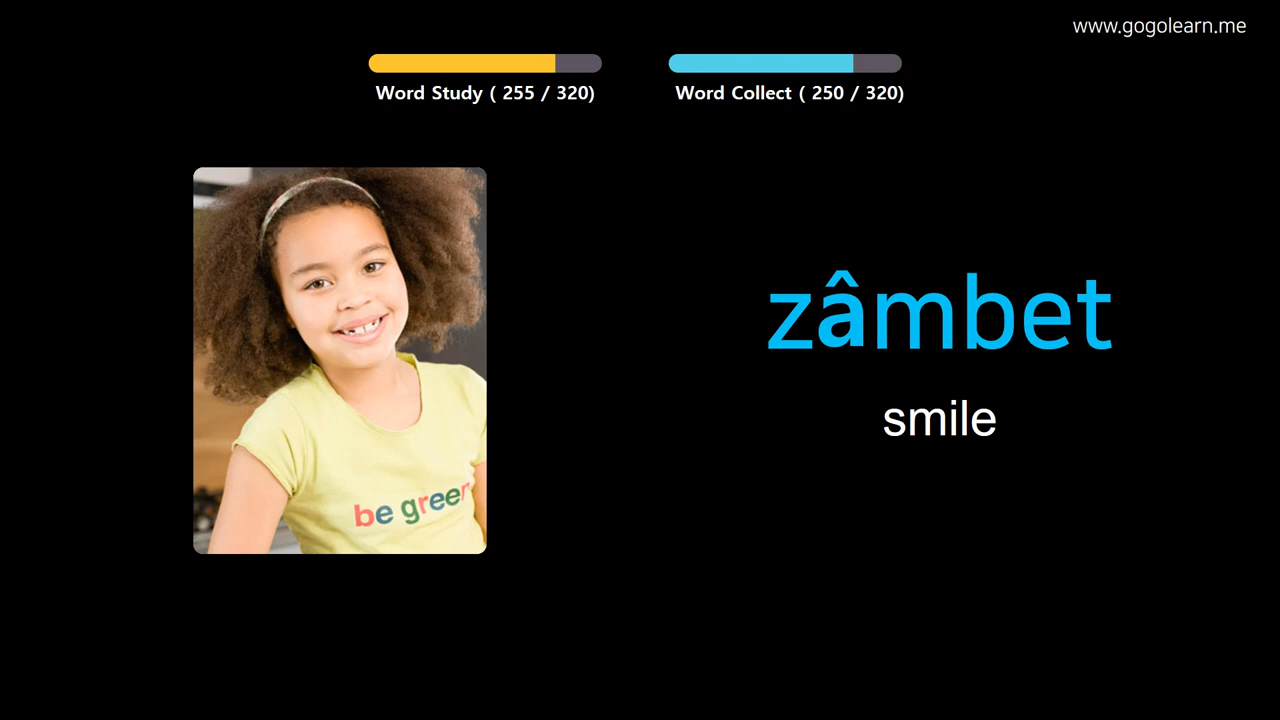 www.gogolearn.me
Word Study ( 255 / 320)
Word Collect ( 250 / 320)
zâmbet
smile
be green